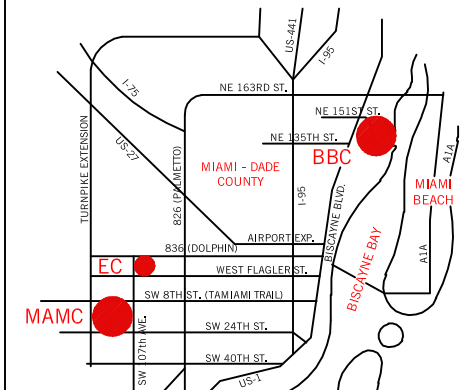 US-441
I-95
I-75
NE 163RD ST.
NE 151ST ST.
NE 135TH ST.
BBC
US-27
TURNPIKE EXTENSION
826 (PALMETTO)
MIAMI - DADE
COUNTY
I-95
BISCAYNE BLVD.
A1A
MIAMI
BEACH
A1A
BISCAYNE BAY
AIRPORT EXP.
836 (DOLPHIN)
EC
WEST FLAGLER ST.
SW 8TH ST. (TAMIAMI TRAIL)
MAMC
SW 107th AVE.
SW 24TH ST.
SW 40TH ST.
US-1